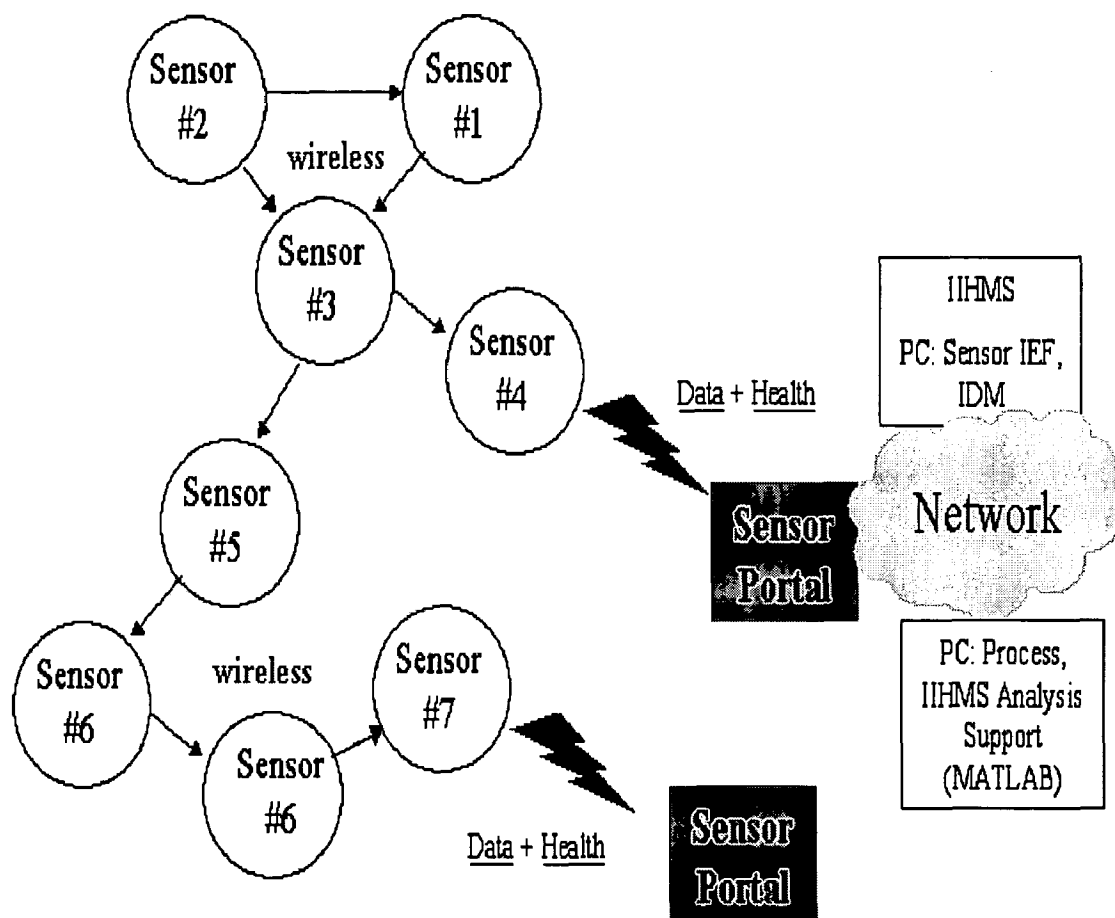 Sensor
#2
Sensor
#1
wireless
Sensor
#3
Sensor
#4
Data + Health
IIHMS
PC: Sensor IEF,
IDM
Network
Sensor
Portal
Sensor
#5
PC: Process,
IIHMS Analysis
Support
(MATLAB)
wireless
Sensor
#6
Sensor
#7
Sensor
#6
Data + Health
Sensor
Portal